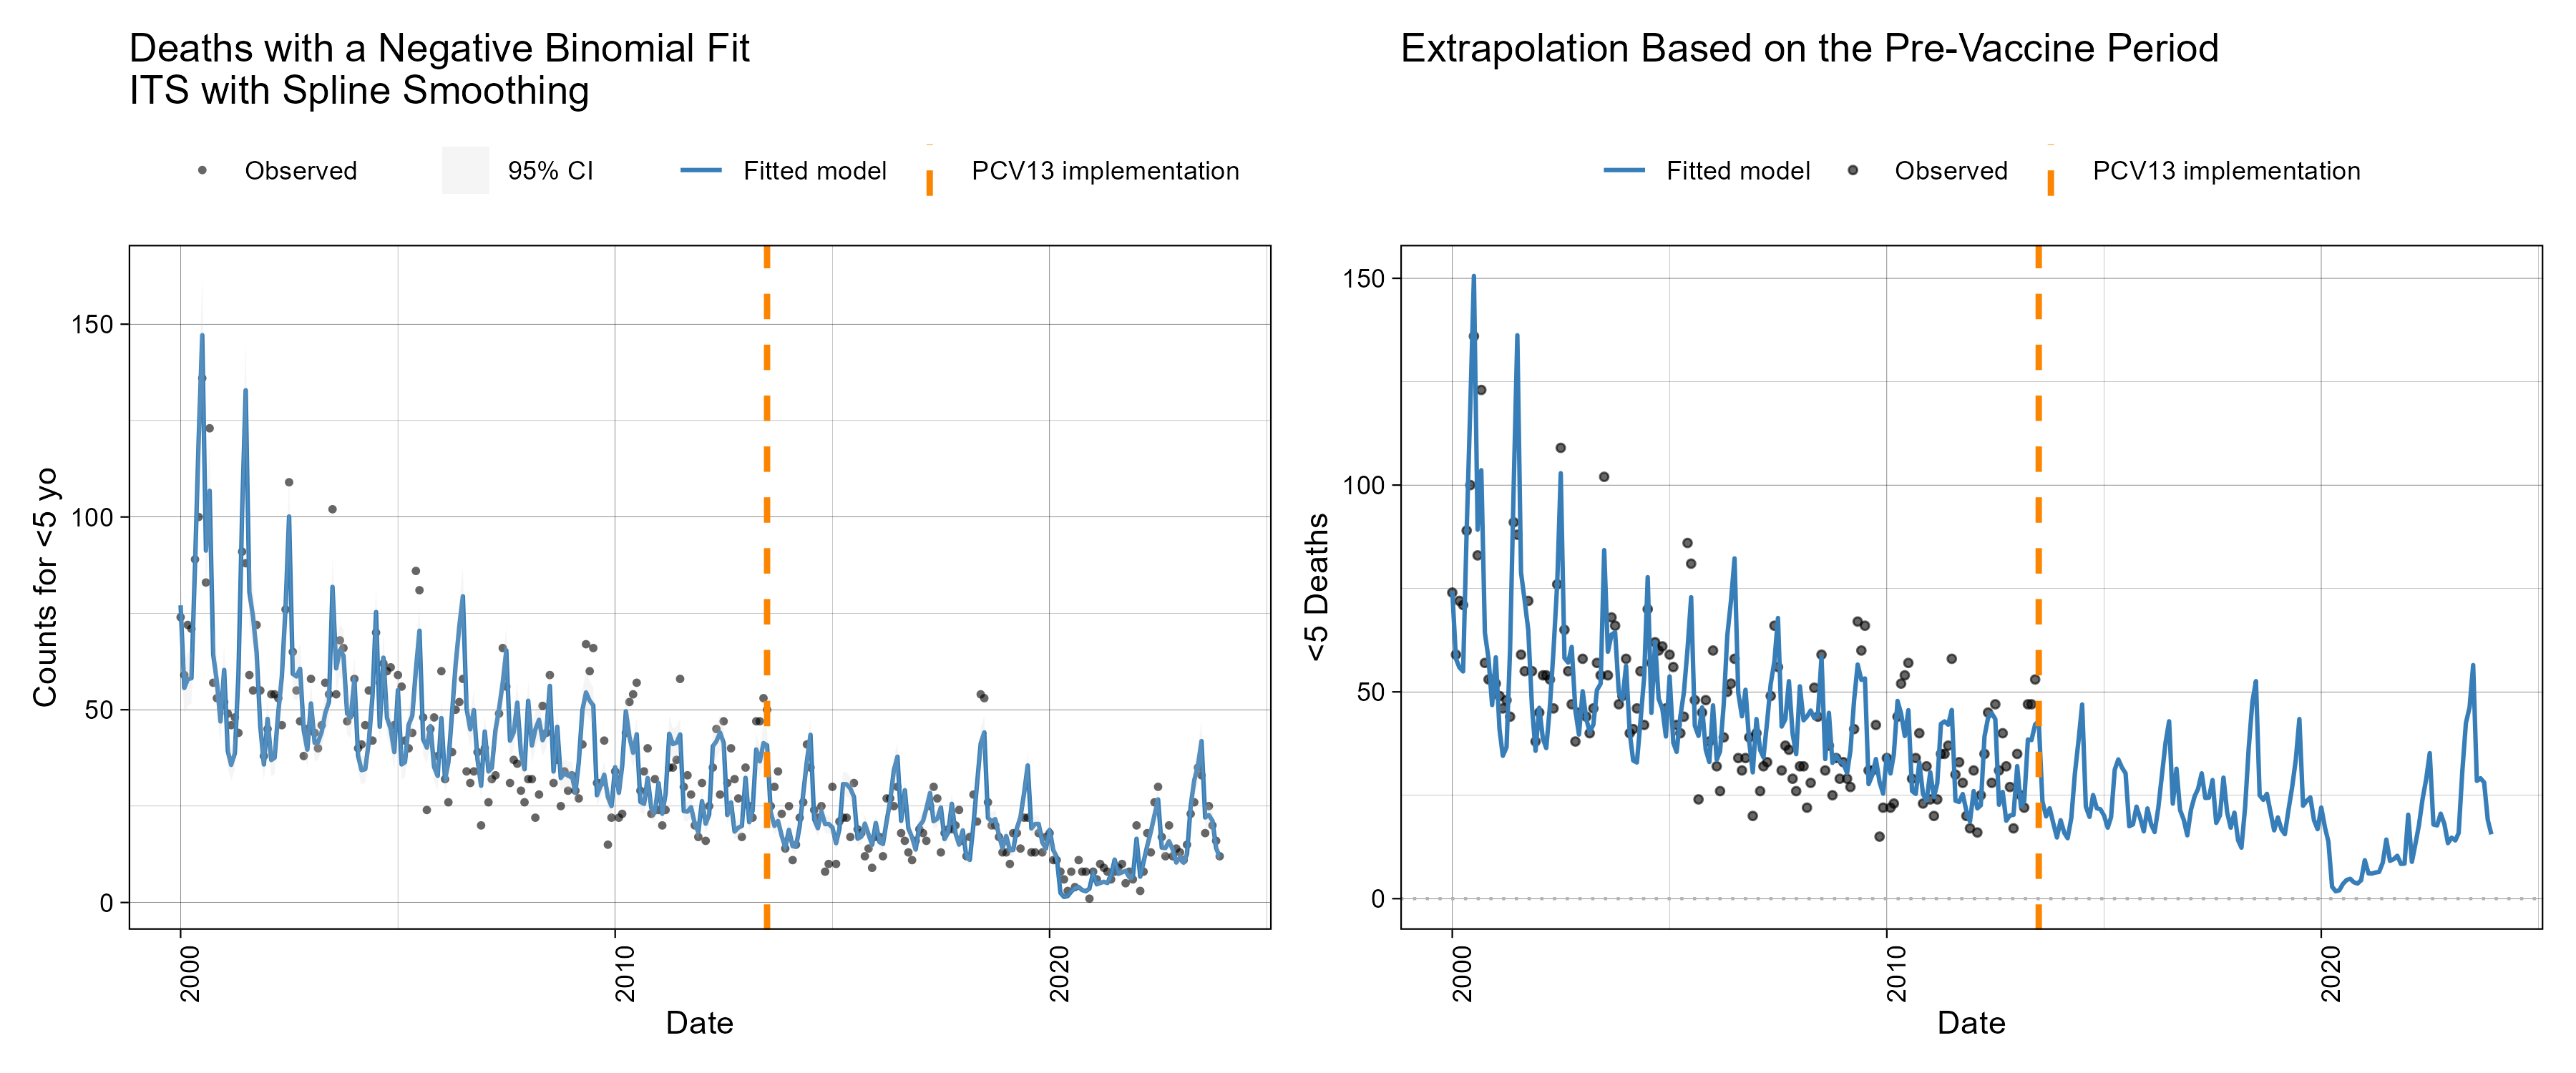 Deaths with a Negative Binomial Fit
ITS with Spline Smoothing
Observed
95% CI
Fitted model
PCV13 implementation
Counts for <5 yo
150
100
50
0
2000
2010
2020
Date
Extrapolation Based on the Pre-Vaccine Period
Fitted model
Observed
PCV13 implementation
<5 Deaths
150
100
50
0
2000
2010
2020
Date